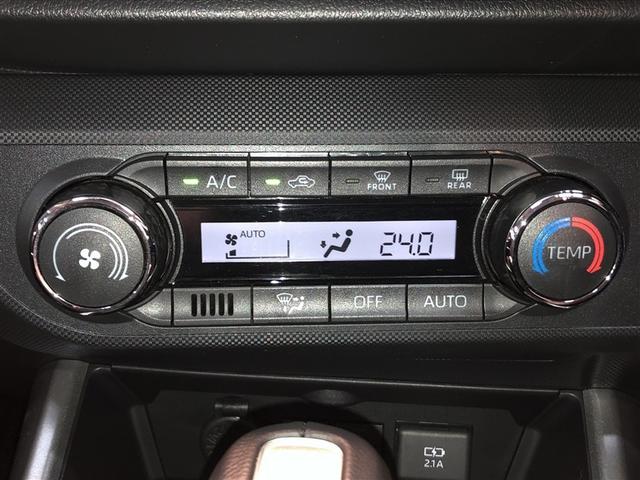 A/C
FRONT
REAR
AUTO
24.0
TEMP
OFF
AUTO
2.1A